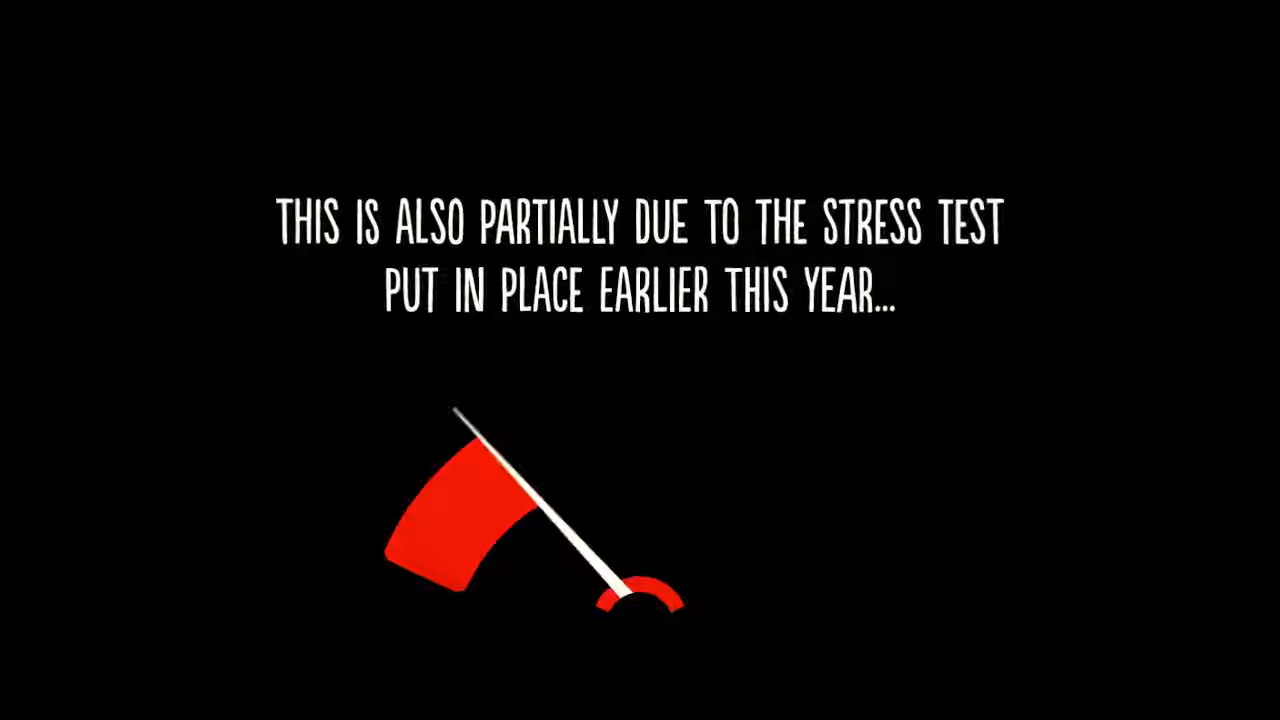 THIS IS ALSO PARTIALLY DUE TO THE STRESS TEST
PUT IN PLACE EARLIER THIS YEAR...